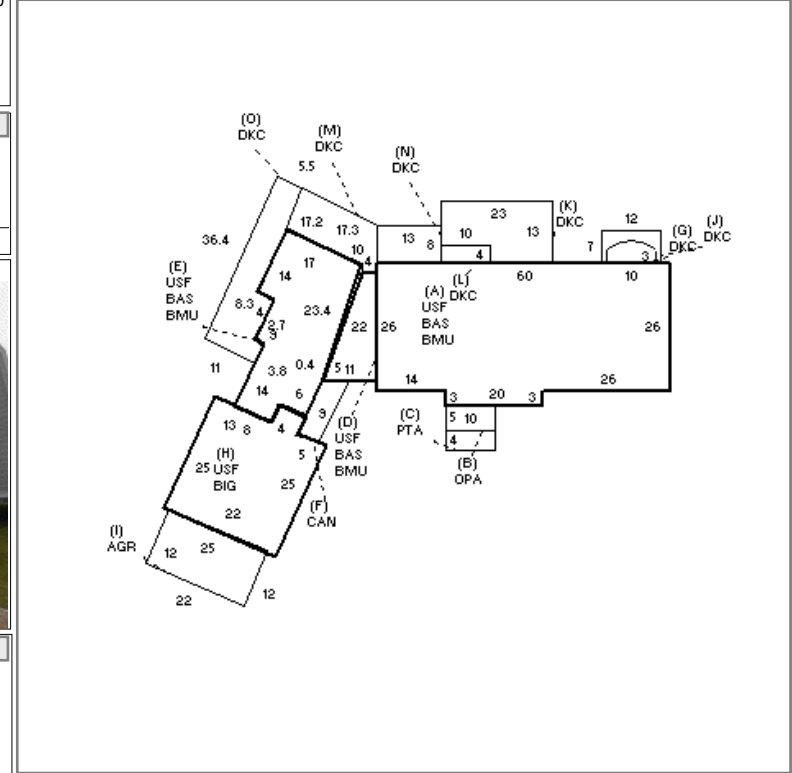 (O)
DKC
(M)
DKC
5.5
(N)
DKC
17.2
17.3
10
4
13
8
23
10
13
4
(K)
DKC
12
7
3 1
(G)
DKC
(J)
DKC
36.4
(E)
USF
BAS
BMU
17
14
8.3
4
2.7
9
23.4
(L)
DKC
60
10
(A)
USF
BAS
BMU
22
26
26
11
3.8
0.4
5 11
14
6
14
3
20
3
26
9
(D)
USF
BAS
BMU
(C)
PTA
5 10
4
(B)
OPA
13 8
4
5
(H)
25 USF
BIG
25
22
(F)
CAN
(I)
AGR
12
25
12
22